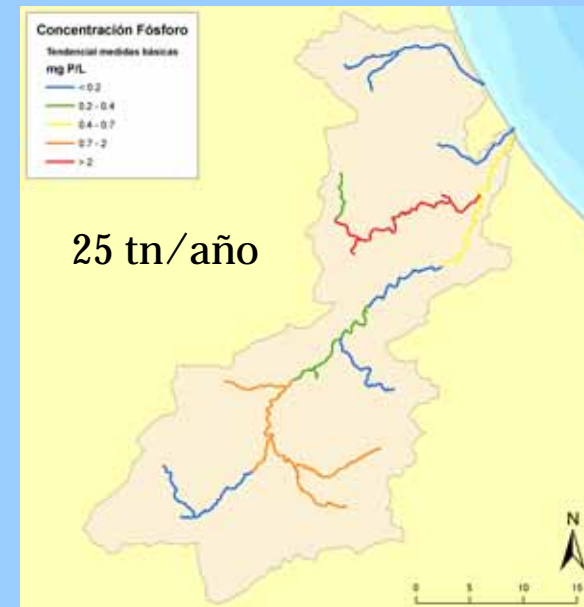 Concentración Fósforo
Tendencial medidas básicas
mg P/L
< 0.2
0.2 - 0.4
0.4 - 0.7
0.7 - 2
> 2
25 tn/año
N
0 5 10 15